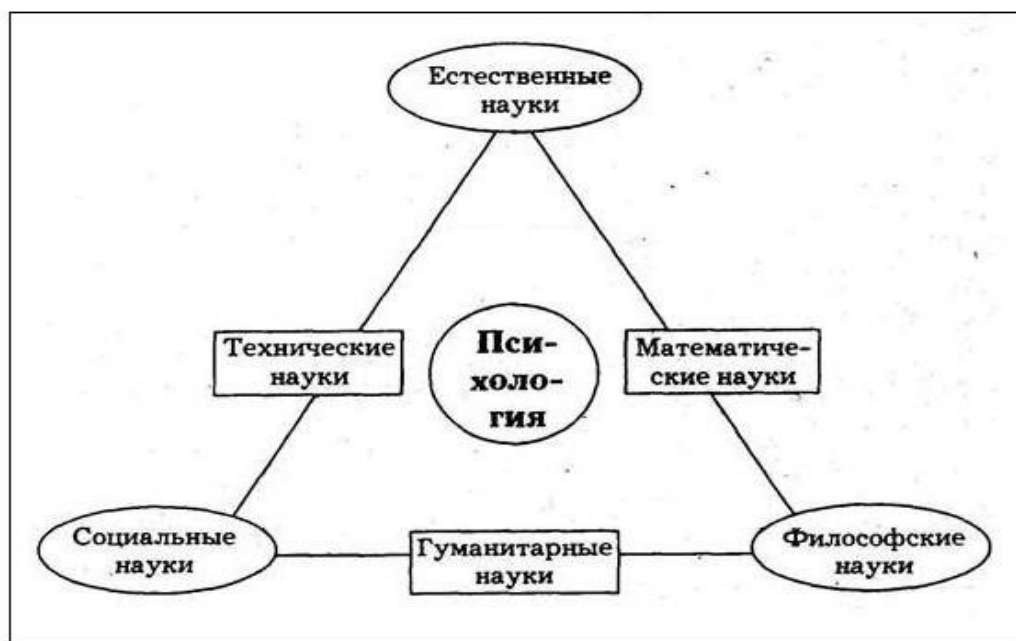 Естественные
науки
Технические
науки
Пси-
холо-
гия
Математиче-
ские науки
Социальные
науки
Гуманитарные
науки
Философские
науки